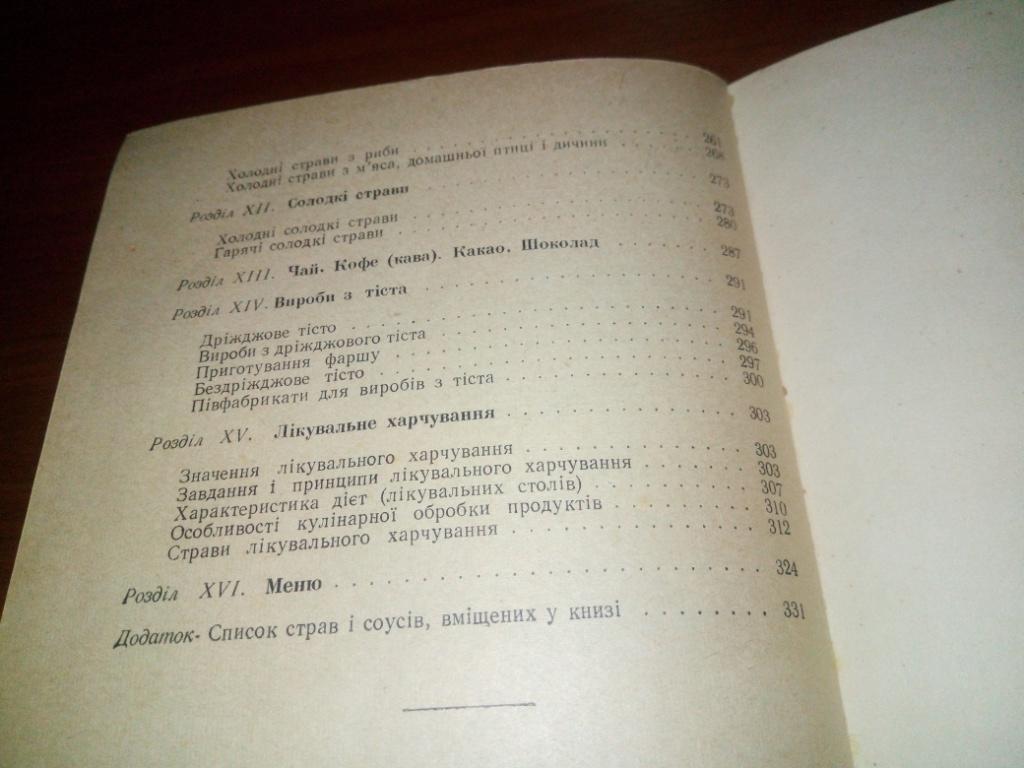 Холодні страви з риби . . . . . . . . . . . . . . . . 261
Холодні страви з м'яса, домашньої птиці і дичини . . . . . . 268
Розділ XII. Солодкі страви . . . . . . . . . . . . . . . . 273
Холодні солодкі страви . . . . . . . . . . . . . . . . 273
Гарячі солодкі страви . . . . . . . . . . . . . . . . 280
Розділ XIII. Чай. Кофе (кава). Какао. Шоколад . . . . . . 287
Розділ XIV. Вироби з тіста . . . . . . . . . . . . . . . . 291
Дріжджове тісто . . . . . . . . . . . . . . . . 291
Вироби з дріжджового тіста . . . . . . . . . . . . . . . . 294
Приготування фаршу . . . . . . . . . . . . . . . . 296
Бездріжджове тісто . . . . . . . . . . . . . . . . 297
Півфабрикати для виробів з тіста . . . . . . . . . . . . 300
Розділ XV. Лікувальне харчування . . . . . . . . . . . . 303
Значення лікувального харчування . . . . . . . . . . . . 303
Завдання і принципи лікувального харчування . . . . . . 303
Характеристика дієт (лікувальних столів) . . . . . . . . 307
Особливості кулінарної обробки продуктів . . . . . . . . 310
Страви лікувального харчування . . . . . . . . . . . . 312
Розділ XVI. Меню . . . . . . . . . . . . . . . . 324
Додаток- Список страв і соусів, вміщених у книзі . . . . . . . . 331